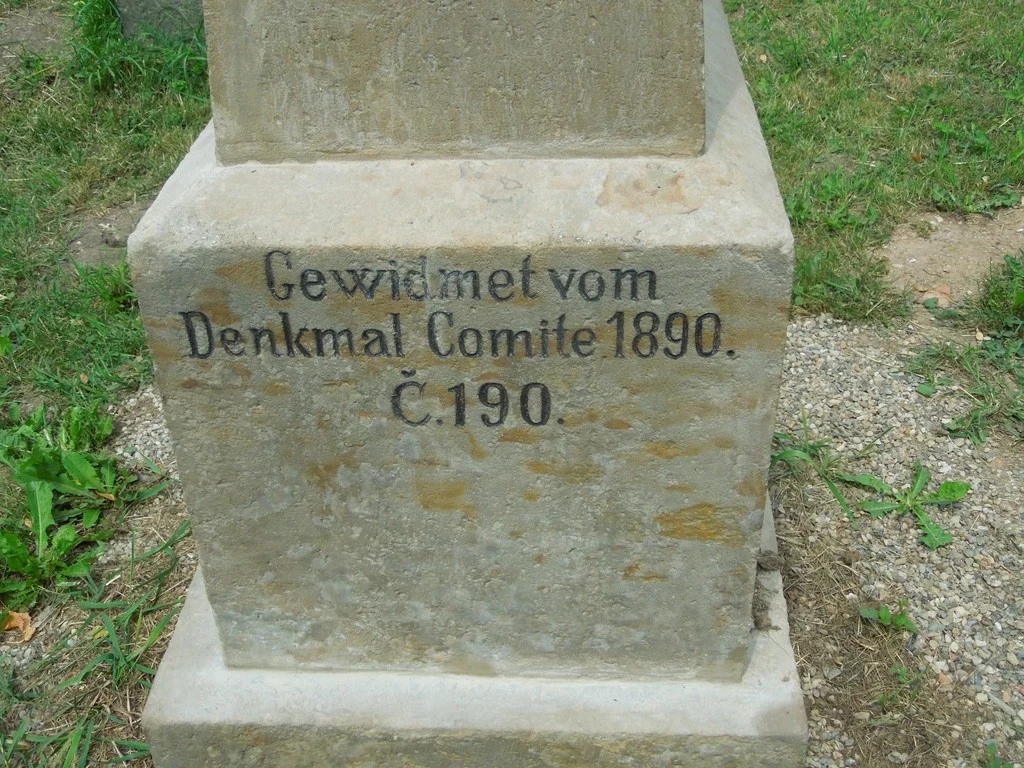 Gewidmet vom
Denkmal Comite 1890.
Č.190.